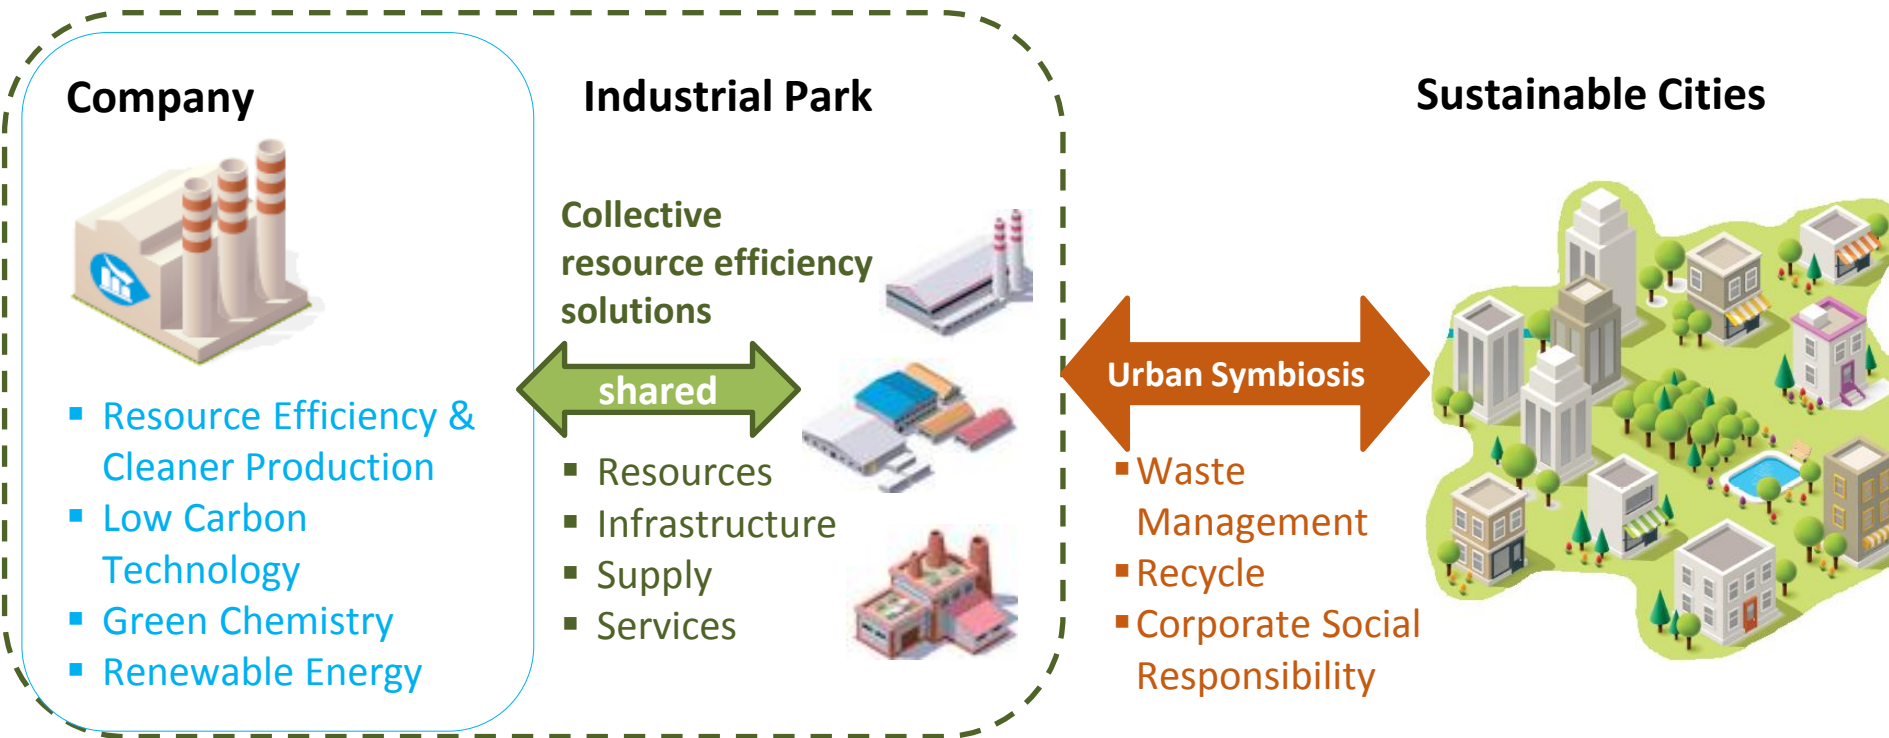 Company
Resource Efficiency &
Cleaner Production
Low Carbon
Technology
Green Chemistry
Renewable Energy
Industrial Park
Collective
resource efficiency
solutions
shared
Resources
Infrastructure
Supply
Services
Urban Symbiosis
Waste
Management
Recycle
Corporate Social
Responsibility
Sustainable Cities